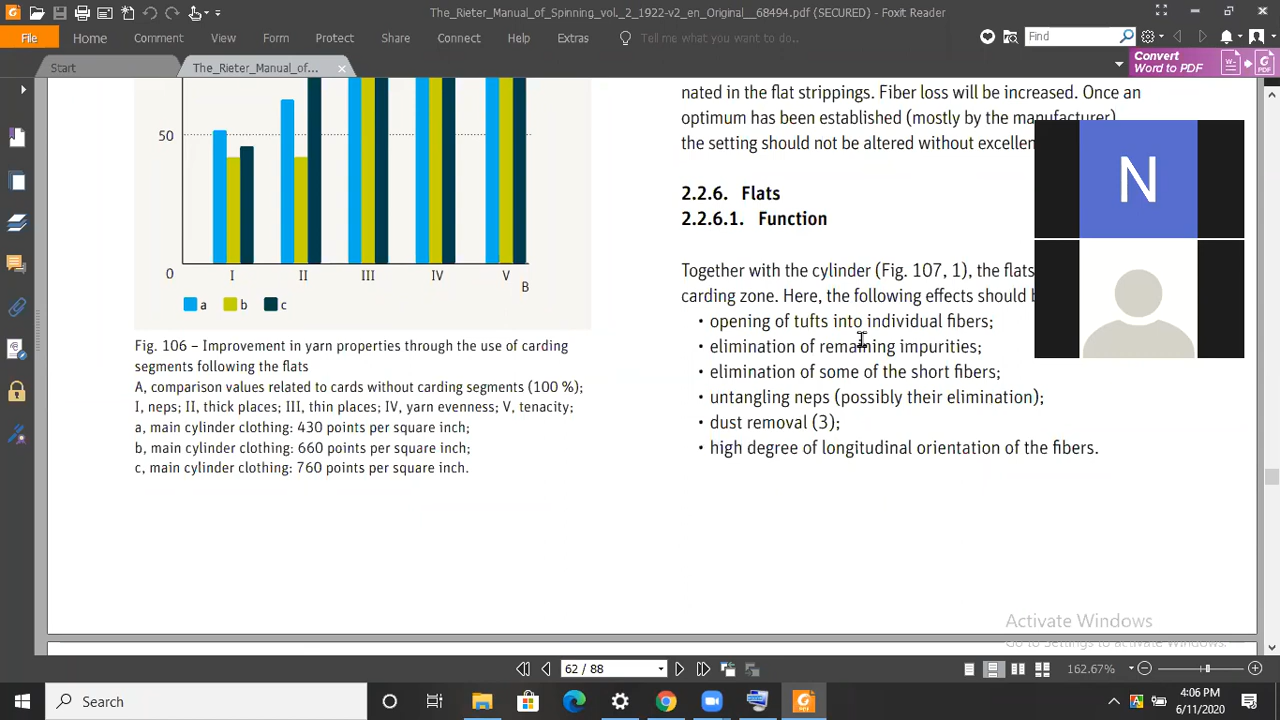 The_Rieter_Manual_of_Spinning_vol._2_1922-v2_en_Original__68494.pdf (SECURED) - Foxit Reader
File Home Comment View Form Protect Share Connect Help Extras Tell me what you want to do... Find
Start
The_Rieter_Manual_of...
Convert
Word to PDF
50
0
I II III IV V
B
a b c
Fig. 106 – Improvement in yarn properties through the use of carding
segments following the flats
A, comparison values related to cards without carding segments (100 %);
I, neps; II, thick places; III, thin places; IV, yarn evenness; V, tenacity;
a, main cylinder clothing: 430 points per square inch;
b, main cylinder clothing: 660 points per square inch;
c, main cylinder clothing: 760 points per square inch.
nated in the flat strippings. Fiber loss will be increased. Once an
optimum has been established (mostly by the manufacturer),
the setting should not be altered without excellen
2.2.6. Flats
2.2.6.1. Function
Together with the cylinder (Fig. 107, 1), the flats
carding zone. Here, the following effects should
• opening of tufts into individual fibers;
• elimination of remaining impurities;
• elimination of some of the short fibers;
• untangling neps (possibly their elimination);
• dust removal (3);
• high degree of longitudinal orientation of the fibers.
N
Activate Windows
Go to Settings to activate Windows.
62 / 88
162.67%
Search
4:06 PM
6/11/2020